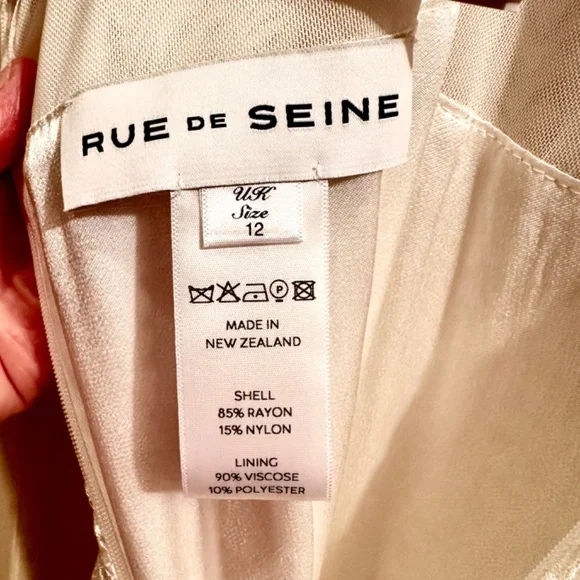 RUE DE SEINE
UK
Size
12
P
MADE IN
NEW ZEALAND
SHELL
85% RAYON
15% NYLON
LINING
90% VISCOSE
10% POLYESTER